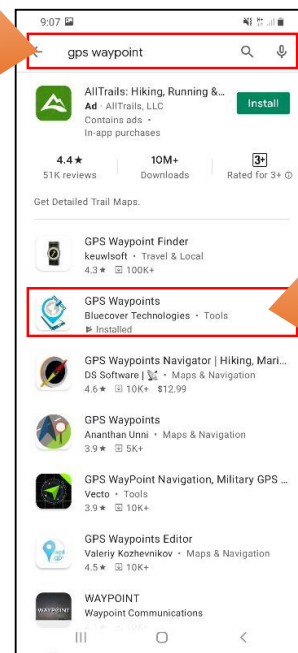 9:07
gps waypoint
AllTrails: Hiking, Running &...
Ad · AllTrails, LLC
Contains ads •
In-app purchases
Install
4.4★ 10M+ 3+
51K reviews Downloads Rated for 3+
Get Detailed Trail Maps.
GPS Waypoint Finder
keuwlsoft • Travel & Local
4.3★ 100K+
GPS Waypoints
Bluecover Technologies • Tools
Installed
GPS Waypoints Navigator | Hiking, Mari...
DS Software | • Maps & Navigation
4.6★ 10K+ $12.99
GPS Waypoints
Ananthan Unni • Maps & Navigation
3.9★ 5K+
GPS WayPoint Navigation, Military GPS ...
Vecto • Tools
3.9★ 10K+
GPS Waypoints Editor
Valeriy Kozhevnikov • Maps & Navigation
4.5★ 10K+
WAYPOINT
WAYPOINT
Waypoint Communications